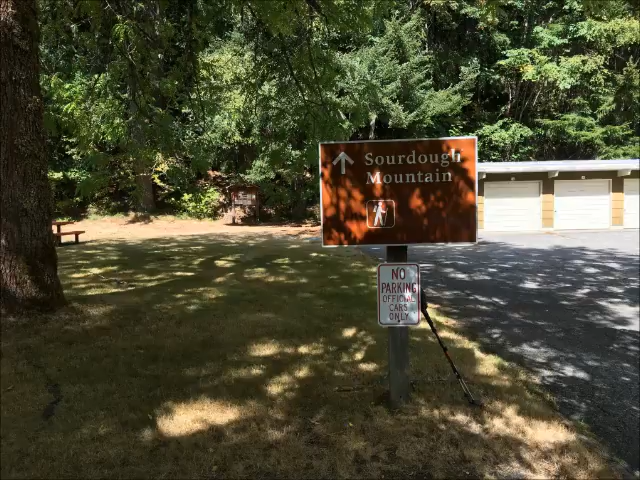 Sourdough
Mountain
NO
PARKING
OFFICIAL
CARS
ONLY